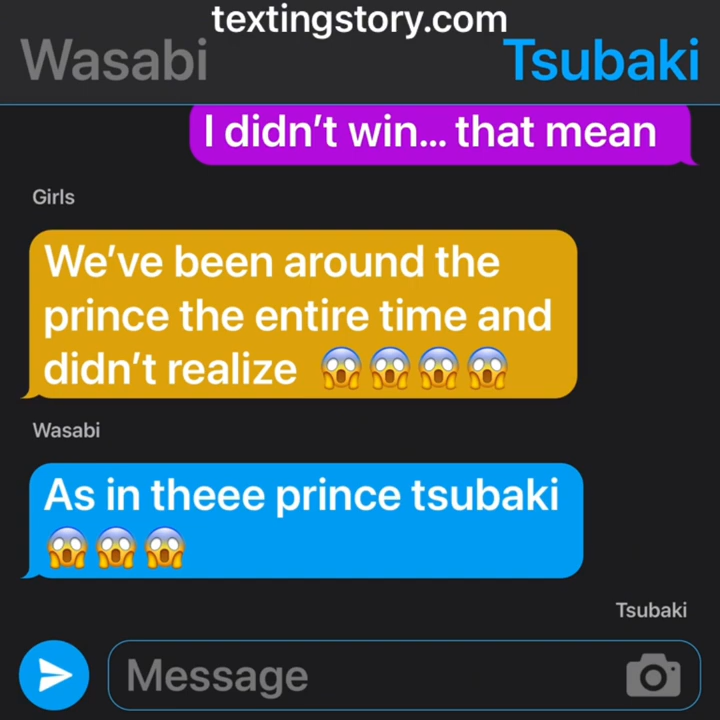 textingstory.com
Wasabi
Tsubaki
I didn't win... that mean
Girls
We've been around the
prince the entire time and
didn't realize 😱😱😱😱
Wasabi
As in theee prince tsubaki
😱😱😱
Tsubaki
Message